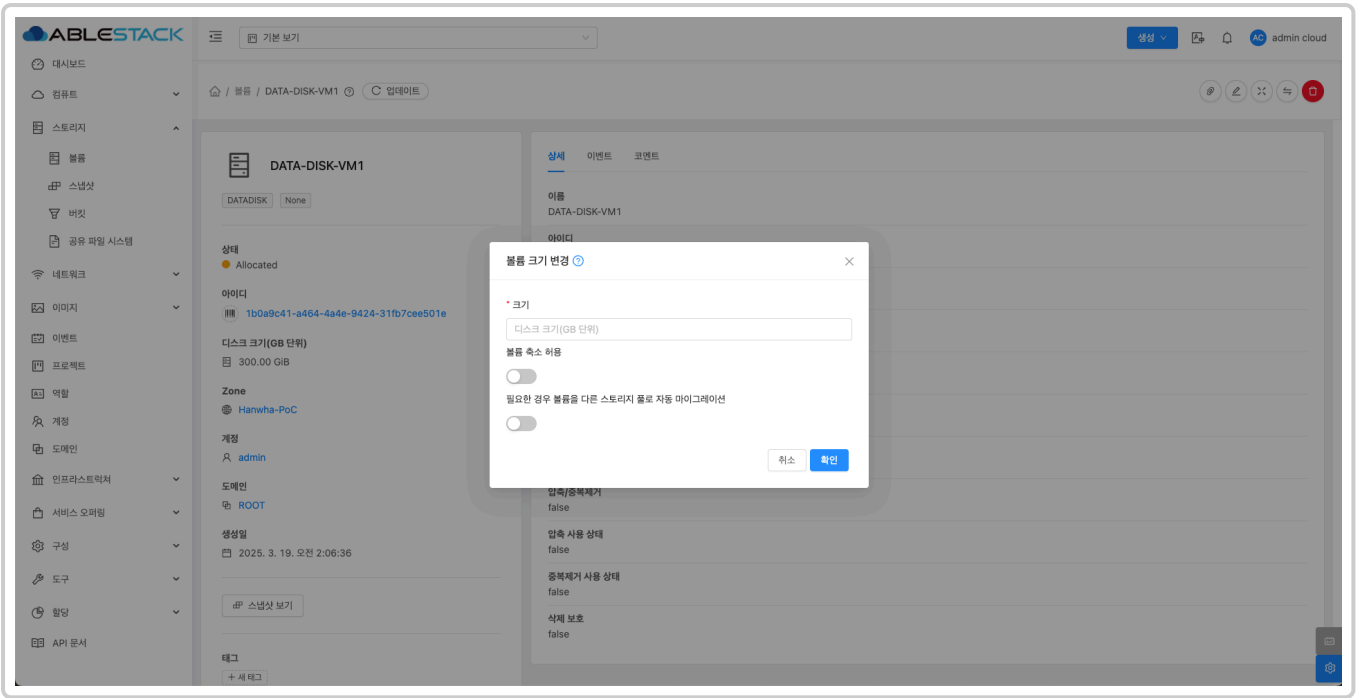 ABLESTACK
기본 보기
생성
AC admin cloud
대시보드
컴퓨트
스토리지
볼륨
스냅샷
버킷
공유 파일 시스템
네트워크
이미지
이벤트
프로젝트
역할
계정
도메인
인프라스트럭쳐
서비스 오퍼링
구성
도구
할당
API 문서
/ 볼륨 / DATA-DISK-VM1 업데이트
DATA-DISK-VM1
DATADISK None
상태
Allocated
아이디
1b0a9c41-a464-4a4e-9424-31fb7cee501e
디스크 크기(GB 단위)
300.00 GiB
Zone
Hanwha-PoC
계정
admin
도메인
ROOT
생성일
2025. 3. 19. 오전 2:06:36
스냅샷 보기
태그
+ 새 태그
상세 이벤트 코멘트
이름
DATA-DISK-VM1
아이디
볼륨 크기 변경
* 크기
디스크 크기(GB 단위)
볼륨 축소 허용
필요한 경우 볼륨을 다른 스토리지 풀로 자동 마이그레이션
취소 확인
압축/중복제거
false
압축 사용 상태
false
중복제거 사용 상태
false
삭제 보호
false